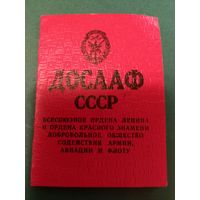 ДОСААФ
СССР
ВСЕСОЮЗНОЕ ОРДЕНА ЛЕНИНА
И ОРДЕНА КРАСНОГО ЗНАМЕНИ
ДОБРОВОЛЬНОЕ ОБЩЕСТВО
СОДЕЙСТВИЯ АРМИИ,
АВИАЦИИ И ФЛОТУ